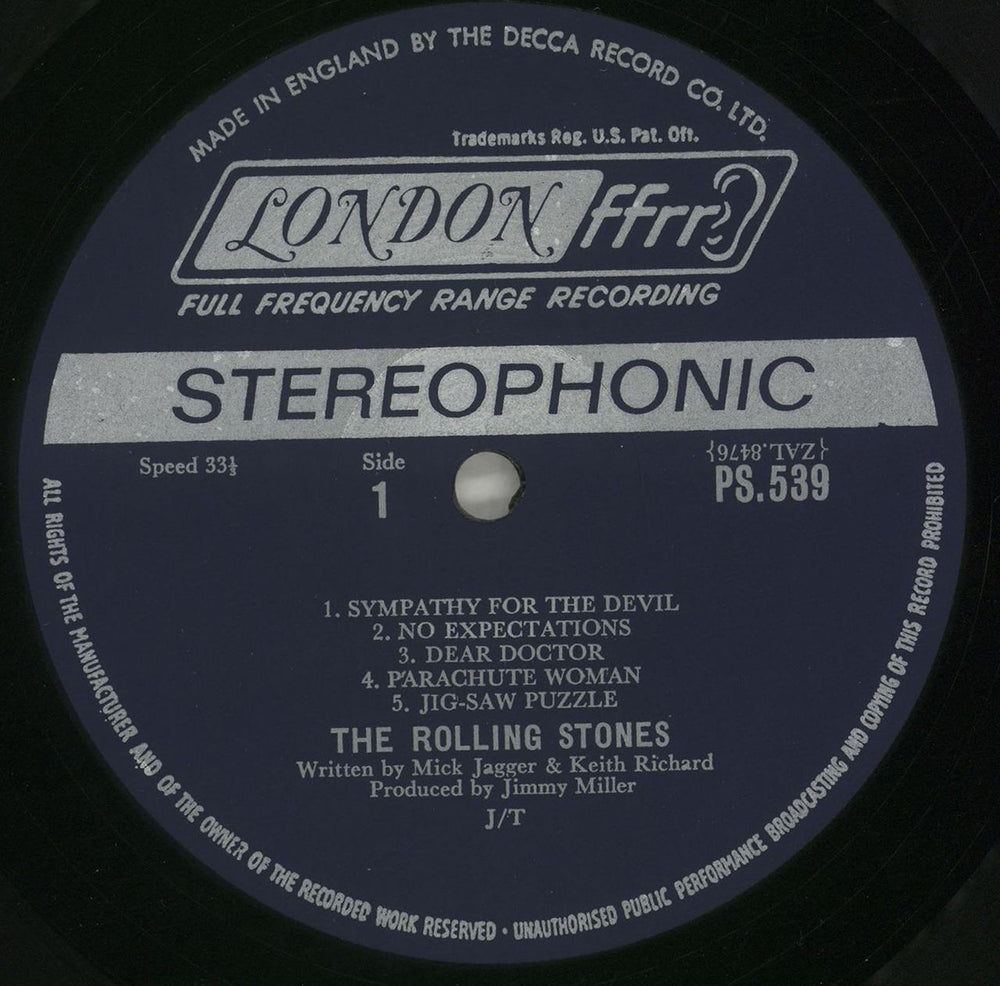 MADE IN ENGLAND BY THE DECCA RECORD CO. LTD.
Trademarks Reg. U.S. Pat. Off.
LONDON ffrr
FULL FREQUENCY RANGE RECORDING
STEREOPHONIC
Speed 33⅓
Side
1
{ZAL.8476}
PS.539
1. SYMPATHY FOR THE DEVIL
2. NO EXPECTATIONS
3. DEAR DOCTOR
4. PARACHUTE WOMAN
5. JIG-SAW PUZZLE
THE ROLLING STONES
Written by Mick Jagger & Keith Richard
Produced by Jimmy Miller
J/T
ALL RIGHTS OF THE MANUFACTURER AND OF THE OWNER OF THE RECORDED WORK RESERVED · UNAUTHORISED PUBLIC PERFORMANCE BROADCASTING AND COPYING OF THIS RECORD PROHIBITED